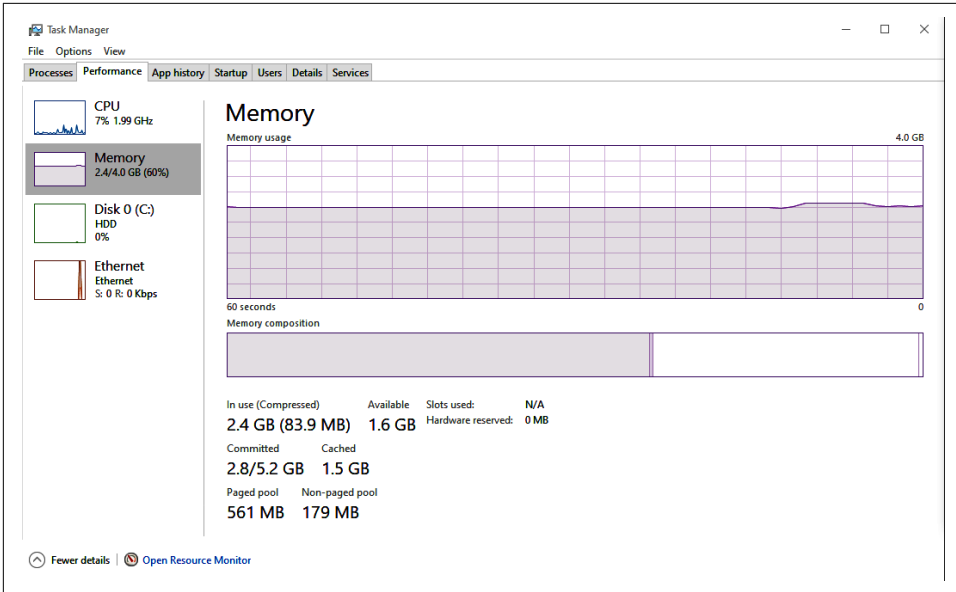 Task Manager
File Options View
Processes Performance App history Startup Users Details Services
CPU
7% 1.99 GHz
Memory
2.4/4.0 GB (60%)
Disk 0 (C:)
HDD
0%
Ethernet
Ethernet
S: 0 R: 0 Kbps
Memory
Memory usage 4.0 GB
60 seconds 0
Memory composition
In use (Compressed) Available Slots used: N/A
2.4 GB (83.9 MB) 1.6 GB Hardware reserved: 0 MB
Committed Cached
2.8/5.2 GB 1.5 GB
Paged pool Non-paged pool
561 MB 179 MB
Fewer details Open Resource Monitor